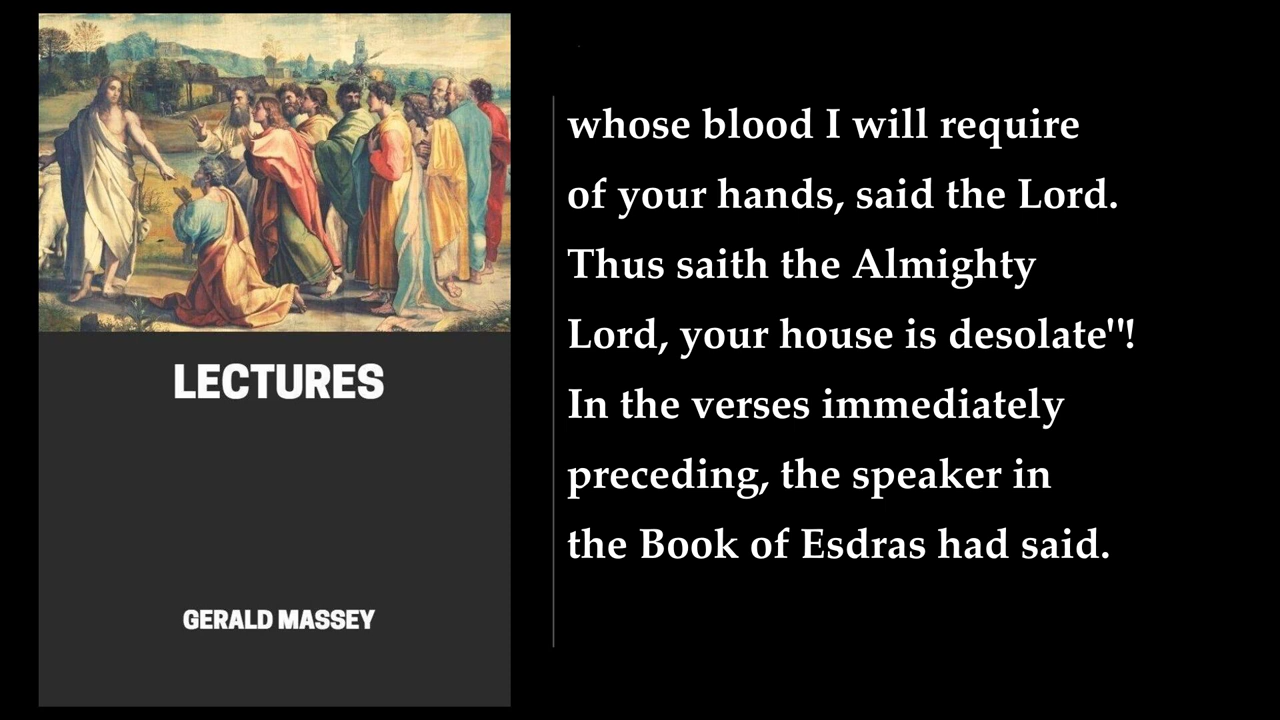 LECTURES
GERALD MASSEY
whose blood I will require
of your hands, said the Lord.
Thus saith the Almighty
Lord, your house is desolate"!
In the verses immediately
preceding, the speaker in
the Book of Esdras had said.